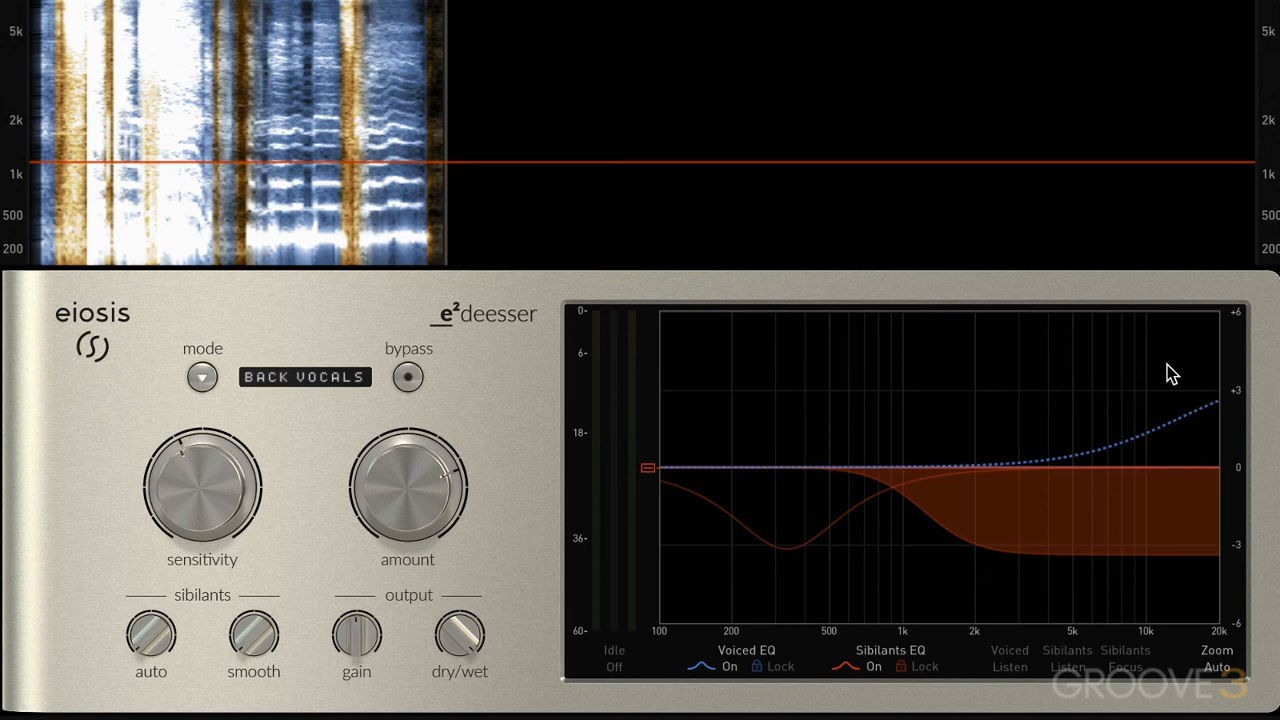 5k 5k
2k 2k
1k 1k
500 500
200 200
eiosis
e²deesser
mode bypass
BACK VOCALS
sensitivity amount
sibilants output
auto smooth gain dry/wet
0- +6
6-
+3
18-
0
36- -3
60- -6
100 200 500 1k 2k 5k 10k 20k
Idle Voiced EQ Sibilants EQ Voiced Sibilants Sibilants Zoom
Off On Lock On Lock Listen Listen Focus Auto
GROOVE3